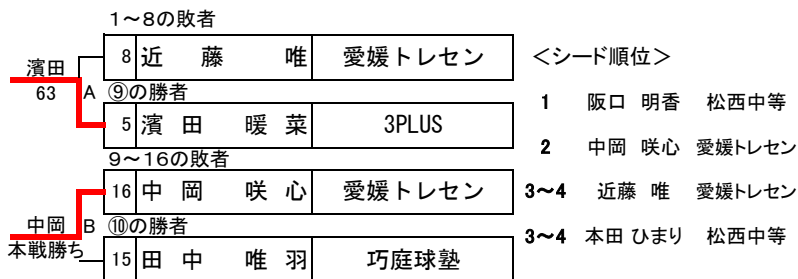 1～8の敗者
8 近 藤 唯 愛媛トレセン
濱田
63 A ⑨の勝者
5 濱 田 暖 菜 3PLUS
9～16の敗者
16 中 岡 咲 心 愛媛トレセン
中岡 B ⑩の勝者
本戦勝ち
15 田 中 唯 羽 巧庭球塾
＜シード順位＞
1 阪口 明香 松西中等
2 中岡 咲心 愛媛トレセン
3～4 近藤 唯 愛媛トレセン
3～4 本田 ひまり 松西中等